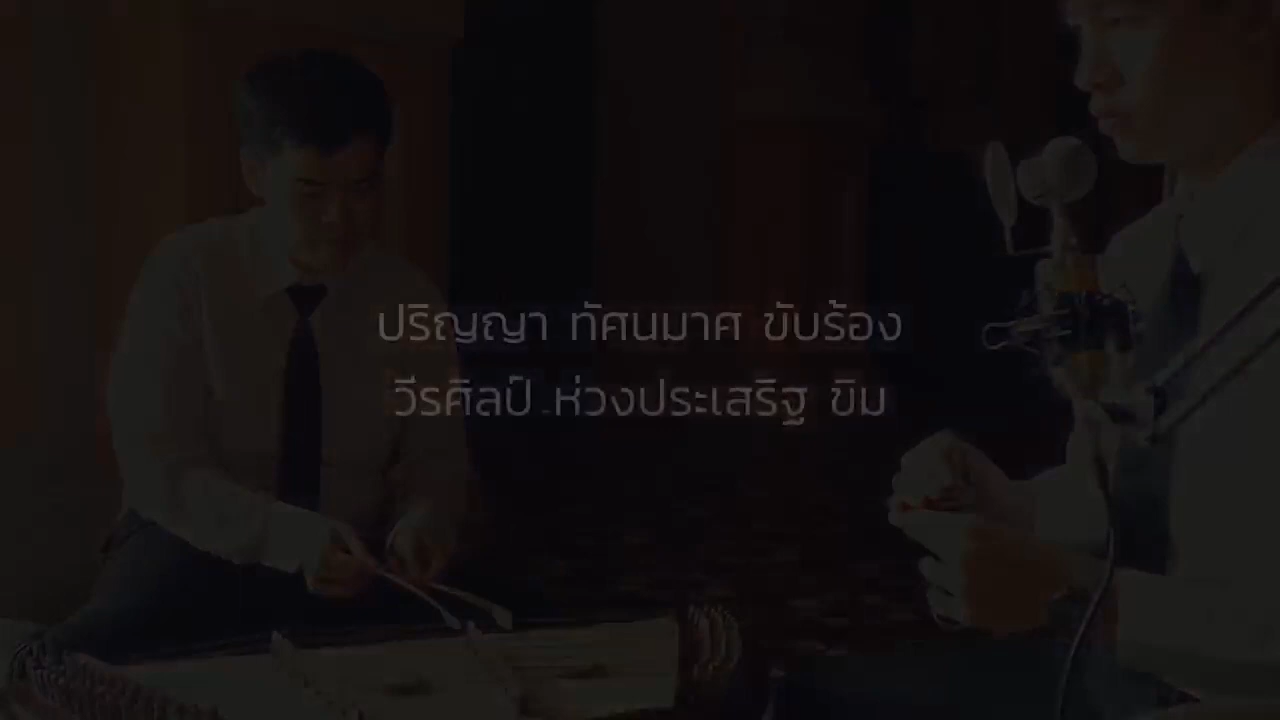 ปริญญา ทัศนมาศ ขับร้อง
วีรศิลป์ ห่วงประเสริฐ ขิม